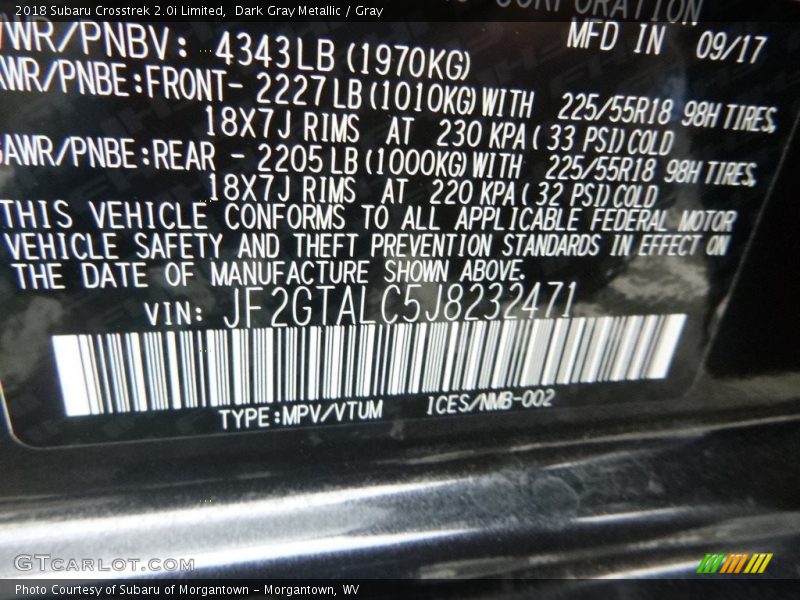 2018 Subaru Crosstrek 2.0i Limited, Dark Gray Metallic / Gray
CORPORATION
WR/PNBV: 4343LB (1970KG) MFD IN 09/17
AWR/PNBE:FRONT- 2227LB(1010KG)WITH 225/55R18 98H TIRES,
18X7J RIMS AT 230 KPA(33 PSI)COLD
GAWR/PNBE:REAR - 2205LB(1000KG)WITH 225/55R18 98H TIRES,
18X7J RIMS AT 220 KPA(32 PSI)COLD
THIS VEHICLE CONFORMS TO ALL APPLICABLE FEDERAL MOTOR
VEHICLE SAFETY AND THEFT PREVENTION STANDARDS IN EFFECT ON
THE DATE OF MANUFACTURE SHOWN ABOVE.
VIN: JF2GTALC5J8232471
TYPE:MPV/VTUM ICES/NMB-002
GTcarlot.com
Photo Courtesy of Subaru of Morgantown - Morgantown, WV